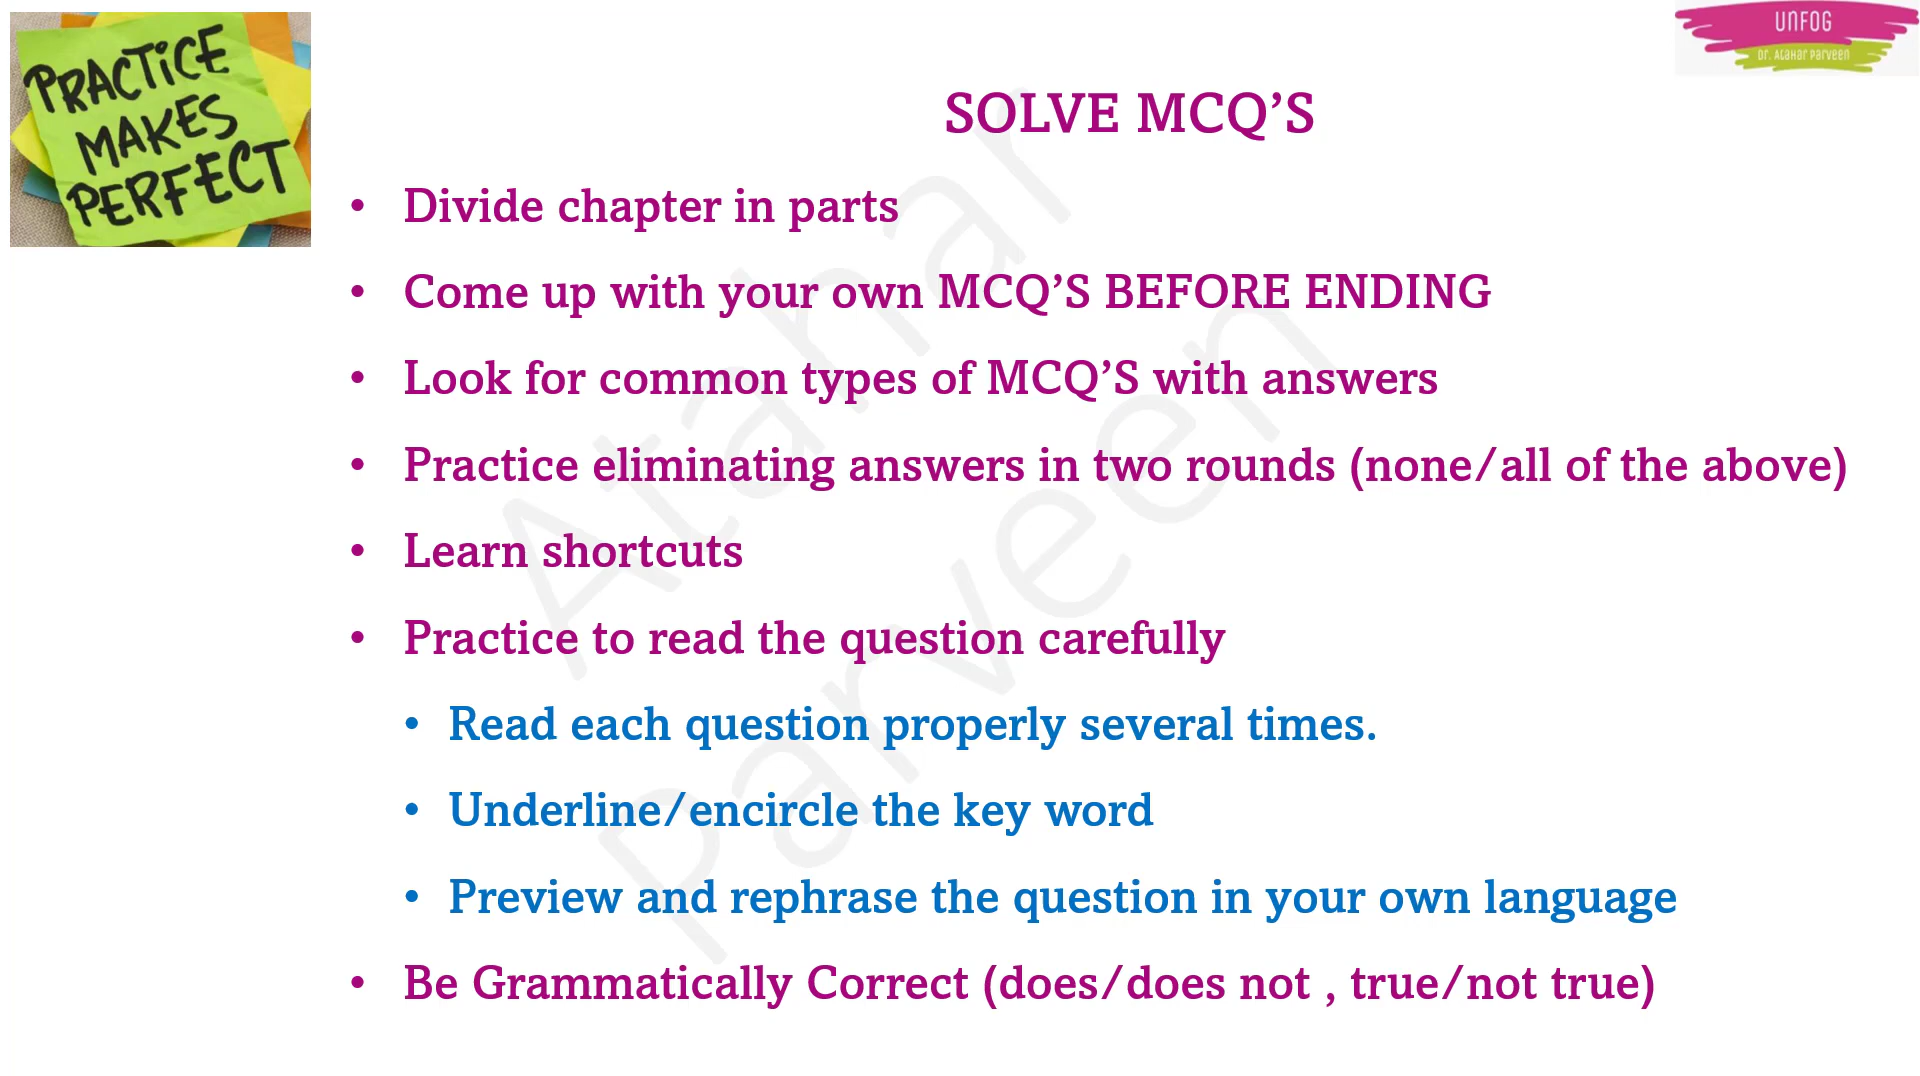 PRACTICE
MAKES
PERFECT
UNFOG
Dr. Atahar Parveen
SOLVE MCQ’S
• Divide chapter in parts
• Come up with your own MCQ’S BEFORE ENDING
• Look for common types of MCQ’S with answers
• Practice eliminating answers in two rounds (none/all of the above)
• Learn shortcuts
• Practice to read the question carefully
• Read each question properly several times.
• Underline/encircle the key word
• Preview and rephrase the question in your own language
• Be Grammatically Correct (does/does not , true/not true)
Atahar
Parveen